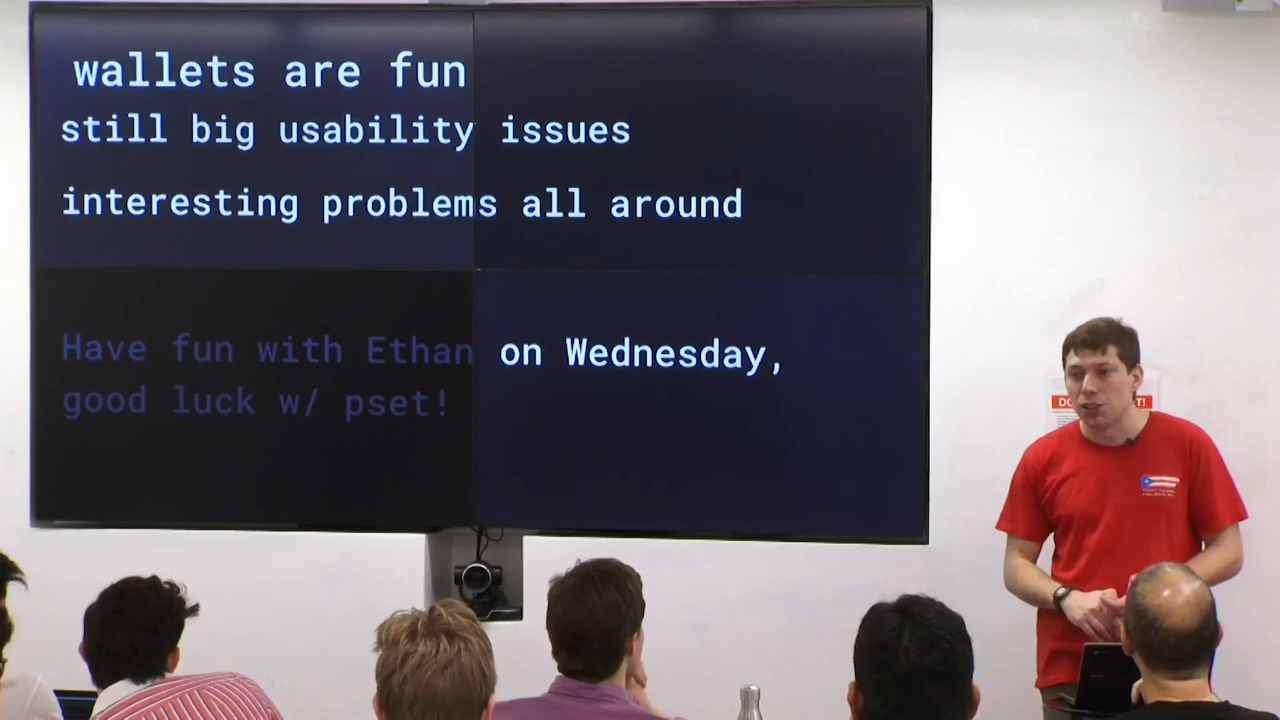 wallets are fun
still big usability issues
interesting problems all around
Have fun with Ethan on Wednesday,
good luck w/ pset!